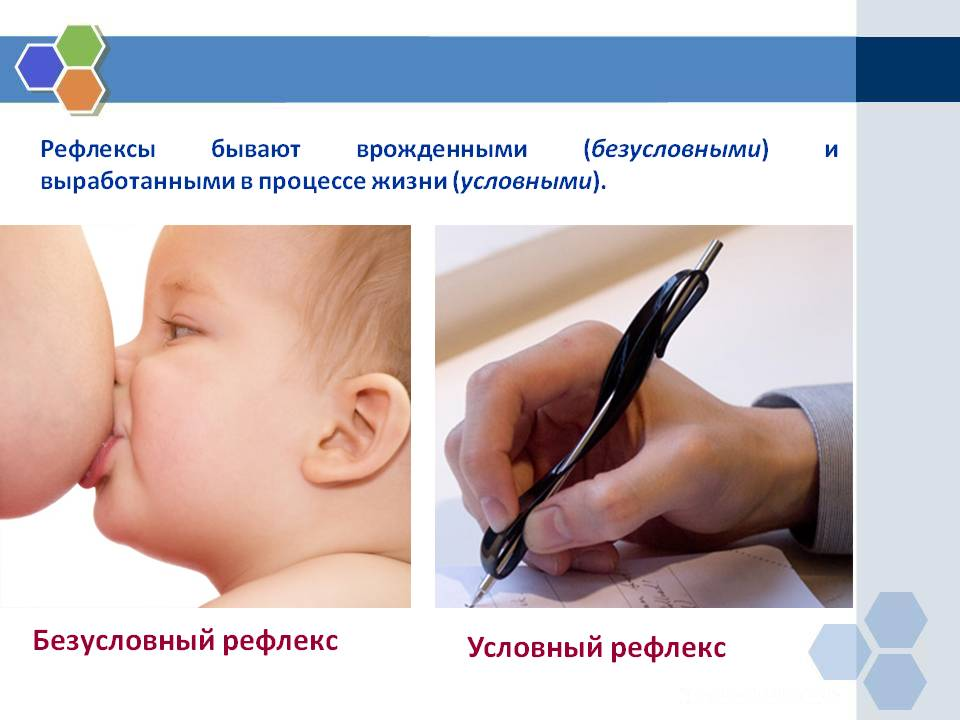 Рефлексы бывают врожденными (безусловными) и
выработанными в процессе жизни (условными).
Безусловный рефлекс
Условный рефлекс